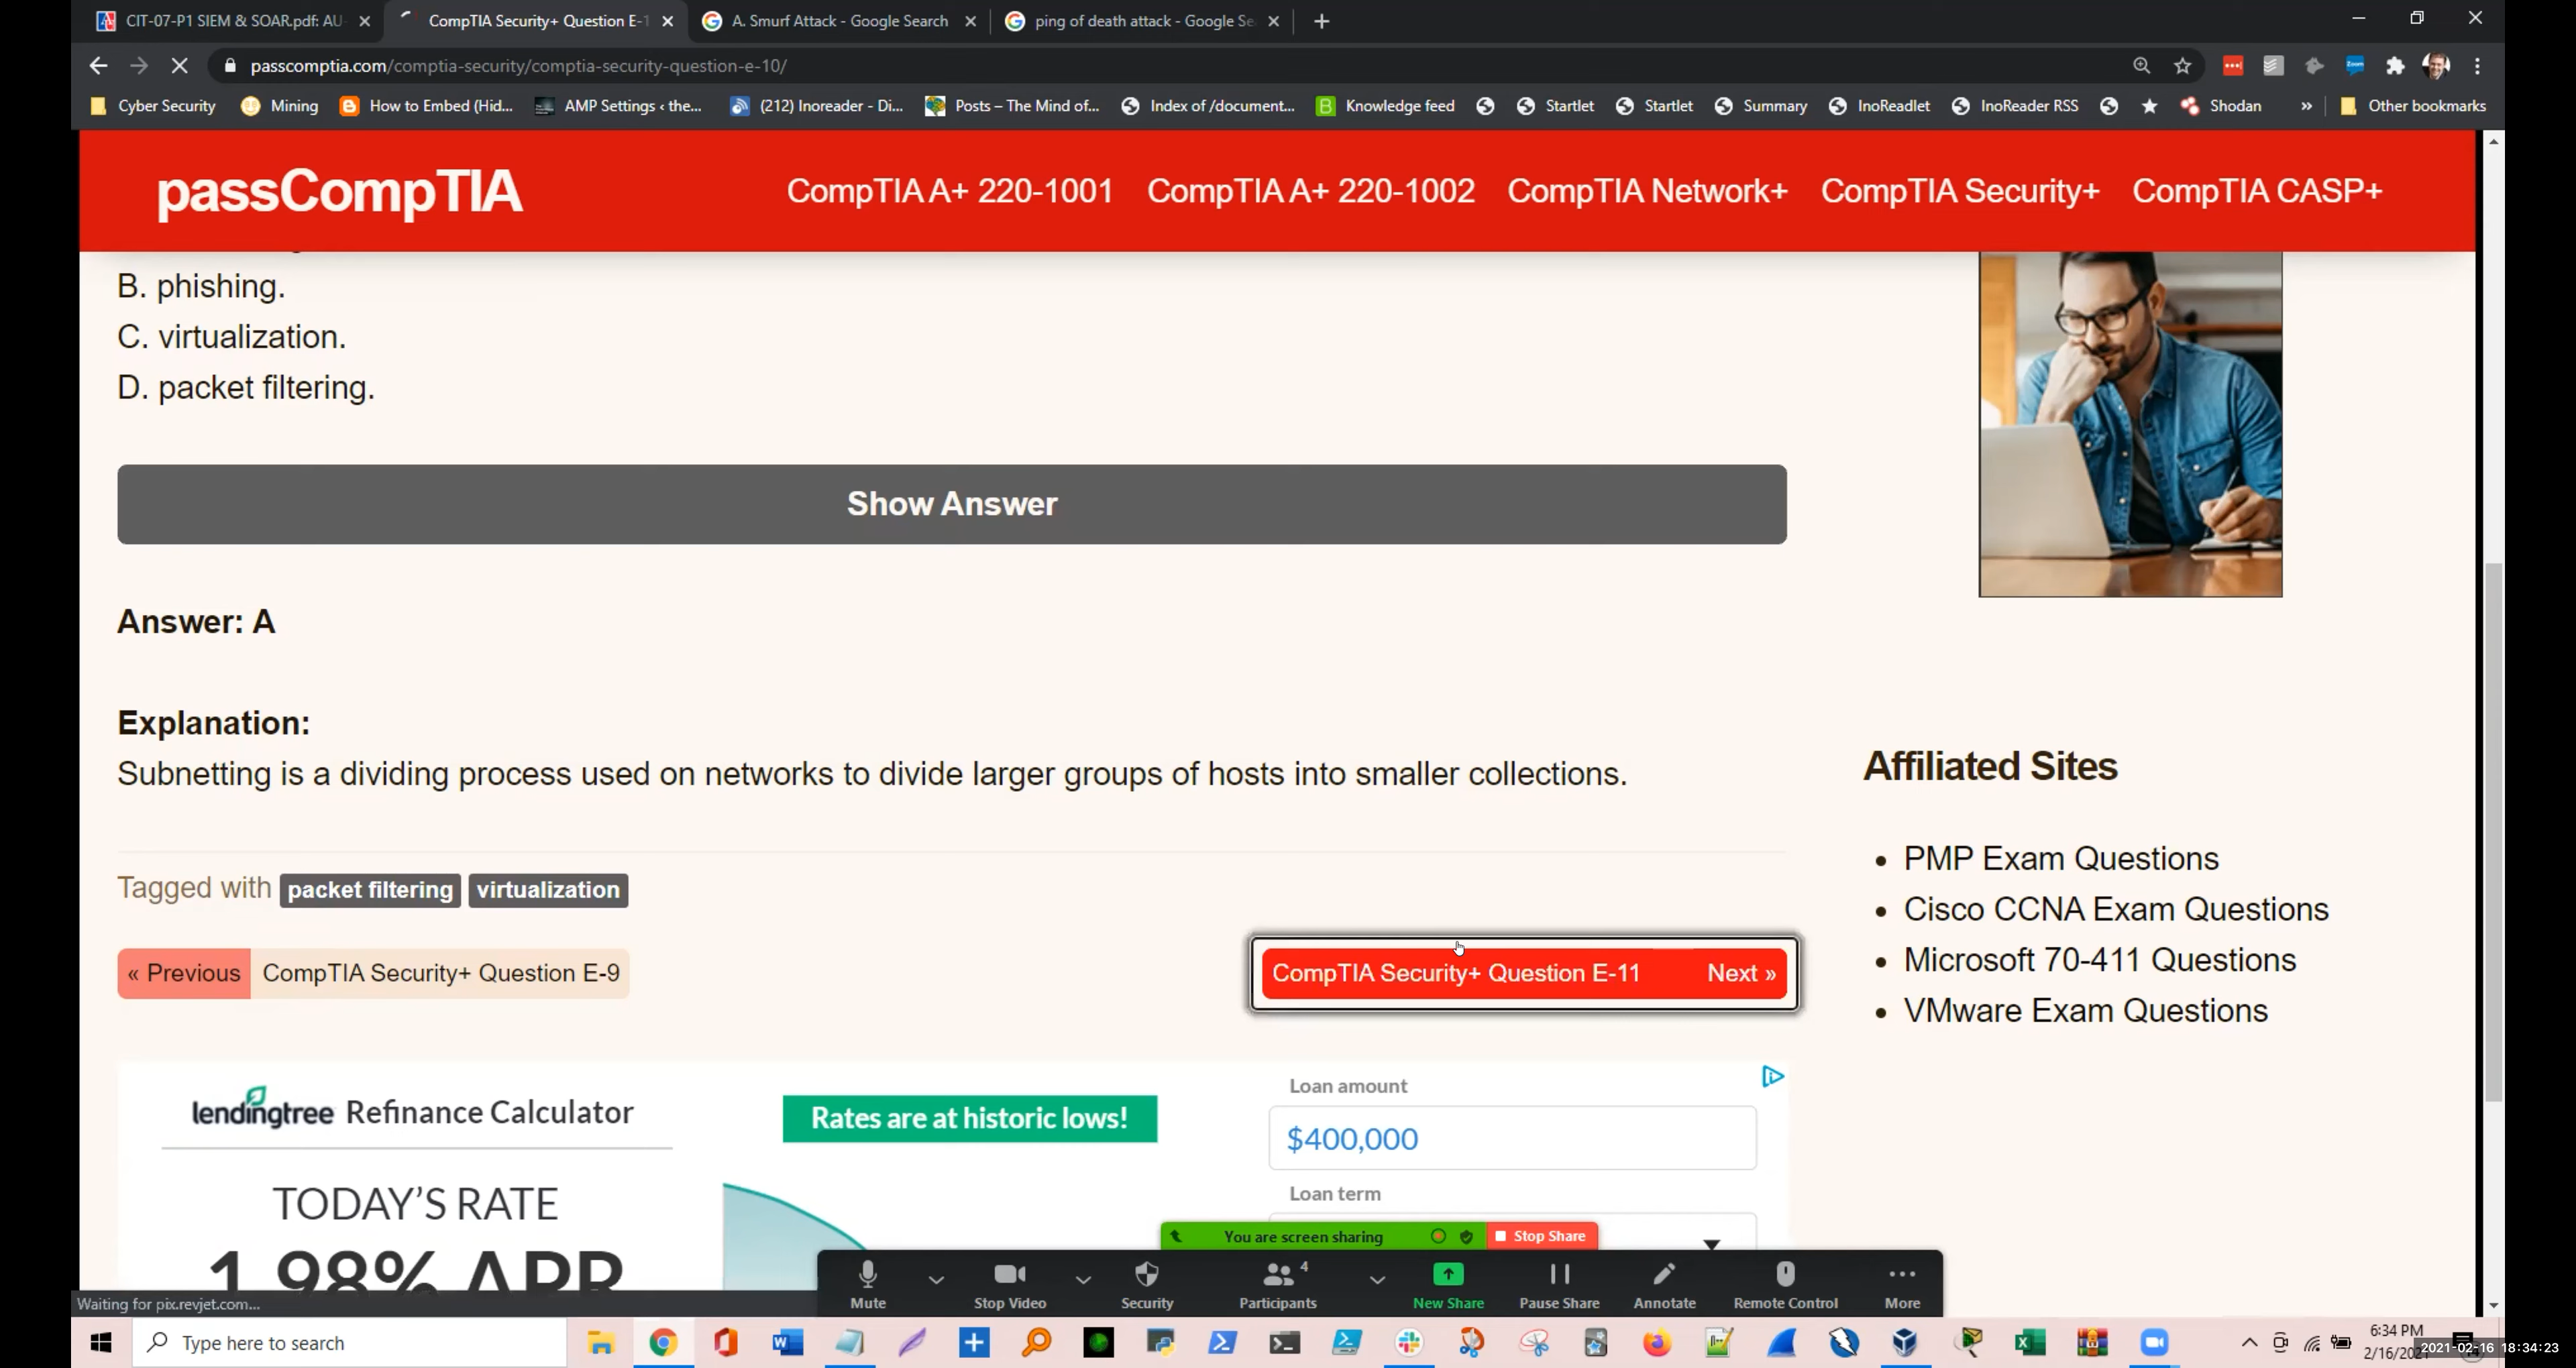 CIT-07-P1 SIEM & SOAR.pdf: AU
CompTIA Security+ Question E-1
A. Smurf Attack - Google Search
ping of death attack - Google Se
passcomptia.com/comptia-security/comptia-security-question-e-10/
Cyber Security
Mining
How to Embed (Hid...
AMP Settings ‹ the...
(212) Inoreader - Di...
Posts – The Mind of...
Index of /document...
Knowledge feed
Startlet
Startlet
Summary
InoReadlet
InoReader RSS
Shodan
»
Other bookmarks
passCompTIA
CompTIA A+ 220-1001
CompTIA A+ 220-1002
CompTIA Network+
CompTIA Security+
CompTIA CASP+
B. phishing.
C. virtualization.
D. packet filtering.
Show Answer
Answer: A
Explanation:
Subnetting is a dividing process used on networks to divide larger groups of hosts into smaller collections.
Tagged with packet filtering virtualization
« Previous CompTIA Security+ Question E-9
CompTIA Security+ Question E-11 Next »
Affiliated Sites
• PMP Exam Questions
• Cisco CCNA Exam Questions
• Microsoft 70-411 Questions
• VMware Exam Questions
lendingtree Refinance Calculator
TODAY'S RATE
1.98% APR
Rates are at historic lows!
Loan amount
$400,000
Loan term
You are screen sharing
Stop Share
Mute
Stop Video
Security
4
Participants
New Share
Pause Share
Annotate
Remote Control
More
Waiting for pix.revjet.com...
Type here to search
6:34 PM
2/16/202
2021-02-16 18:34:23